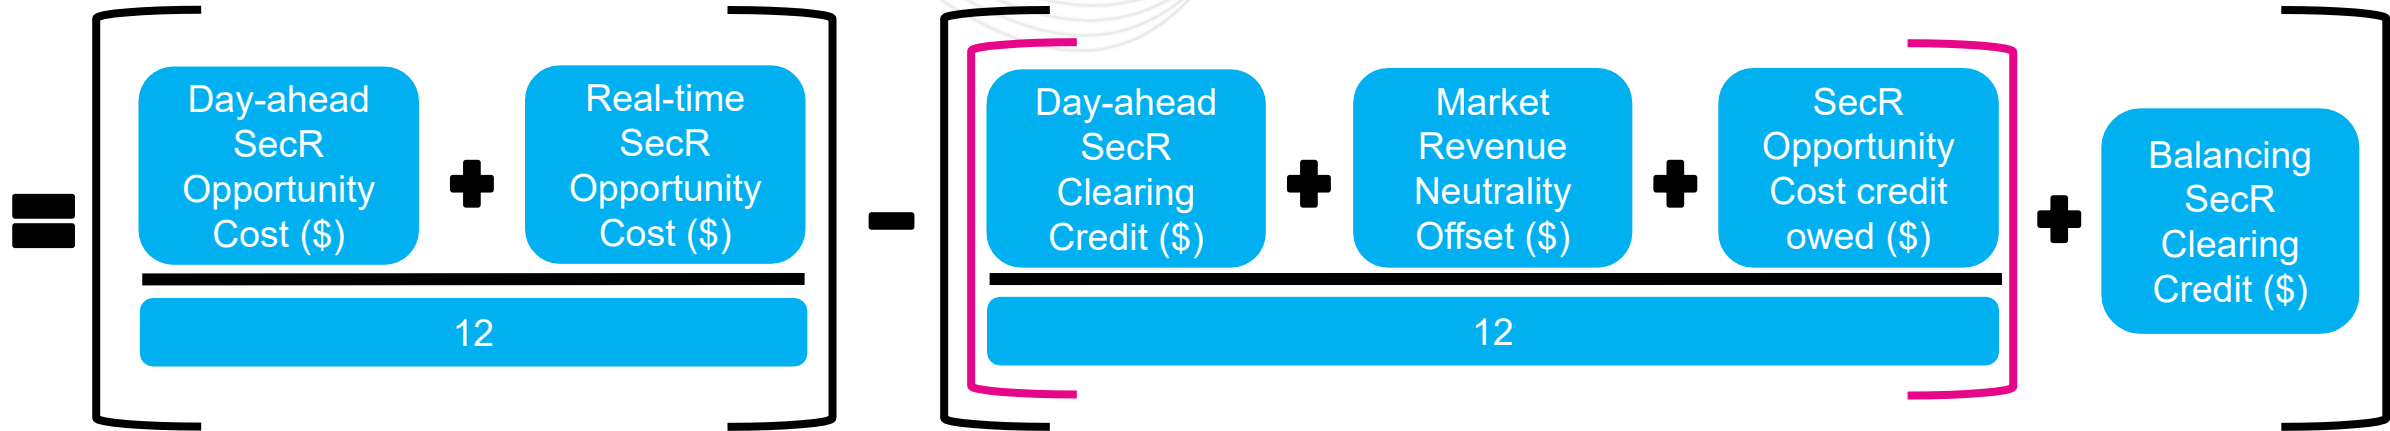 =
Day-ahead
SecR
Opportunity
Cost ($)
+
Real-time
SecR
Opportunity
Cost ($)
12
-
Day-ahead
SecR
Clearing
Credit ($)
+
Market
Revenue
Neutrality
Offset ($)
+
SecR
Opportunity
Cost credit
owed ($)
12
+
Balancing
SecR
Clearing
Credit ($)